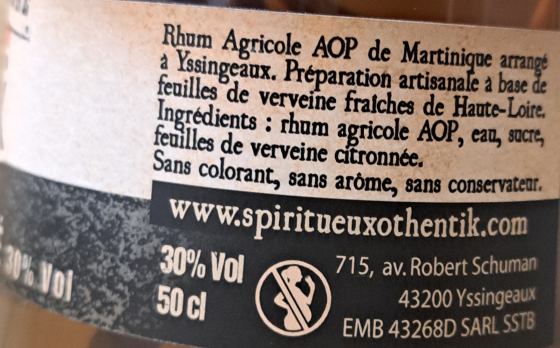 Rhum Agricole AOP de Martinique arrangé
à Yssingeaux. Préparation artisanale à base de
feuilles de verveine fraîches de Haute-Loire.
Ingrédients : rhum agricole AOP, eau, sucre,
feuilles de verveine citronnée.
Sans colorant, sans arôme, sans conservateur.
www.spiritueuxothentik.com
30% Vol
50 cl
715, av. Robert Schuman
43200 Yssingeaux
EMB 43268D SARL SSTB
30% Vol